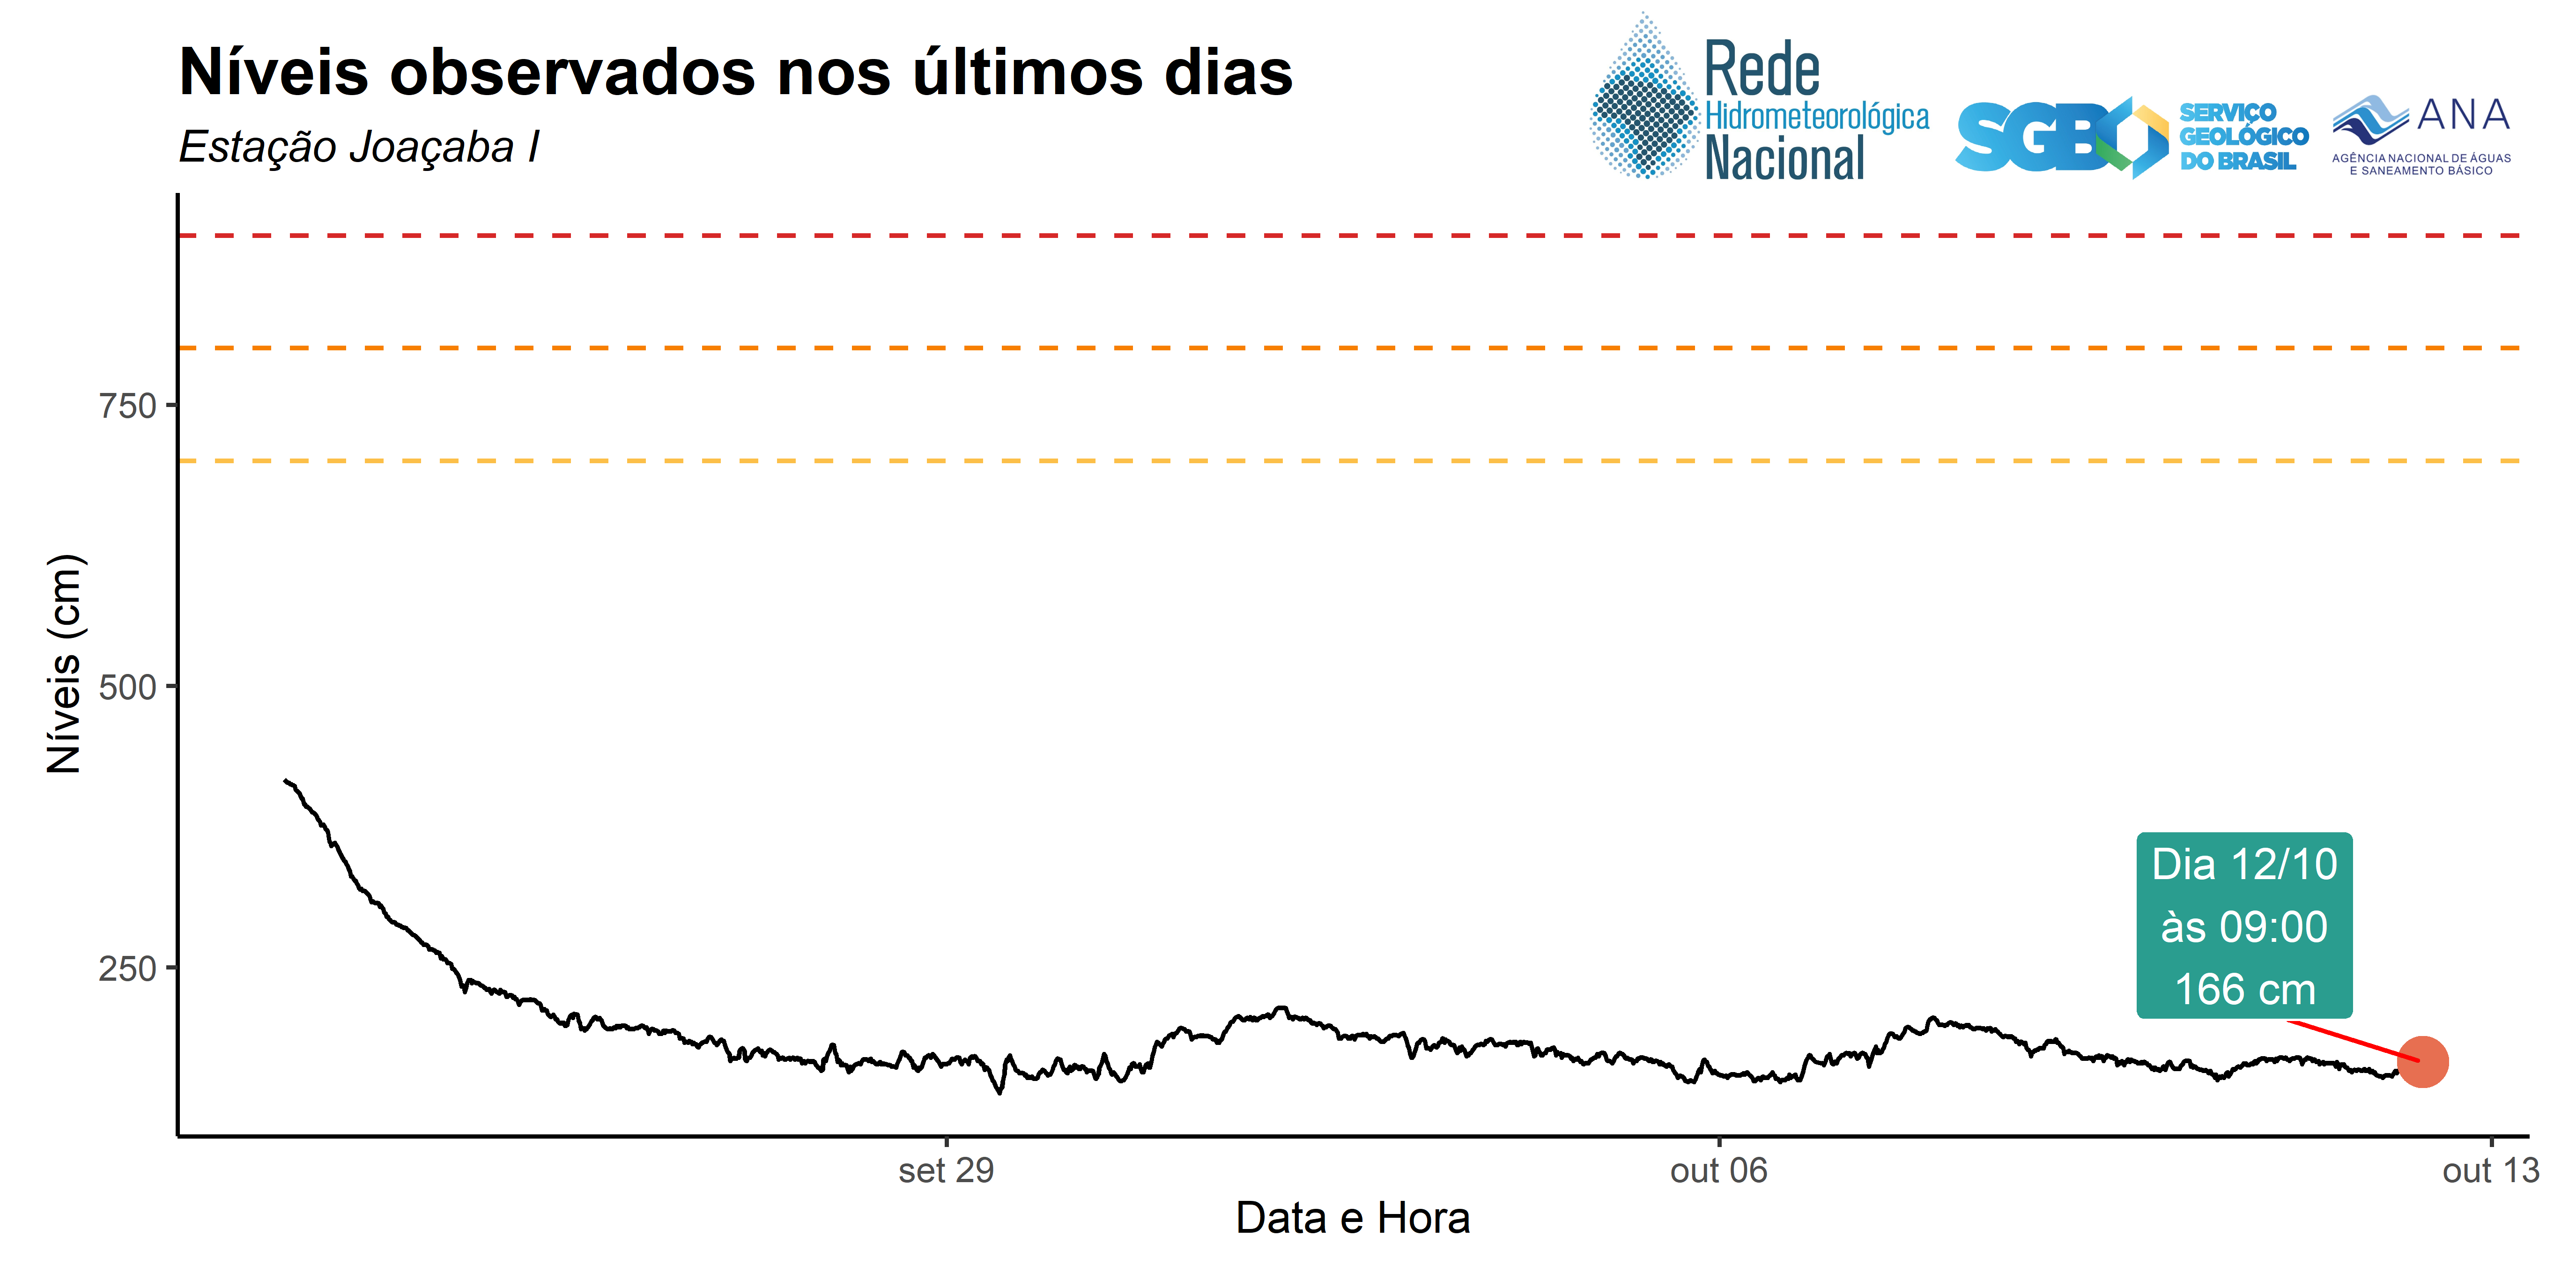 Níveis observados nos últimos dias
Estação Joaçaba I
Rede
Hidrometeorológica
Nacional
SGB
SERVIÇO
GEOLÓGICO
DO BRASIL
ANA
AGÊNCIA NACIONAL DE ÁGUAS
E SANEAMENTO BÁSICO
Níveis (cm)
750
500
250
Dia 12/10
às 09:00
166 cm
set 29
out 06
out 13
Data e Hora